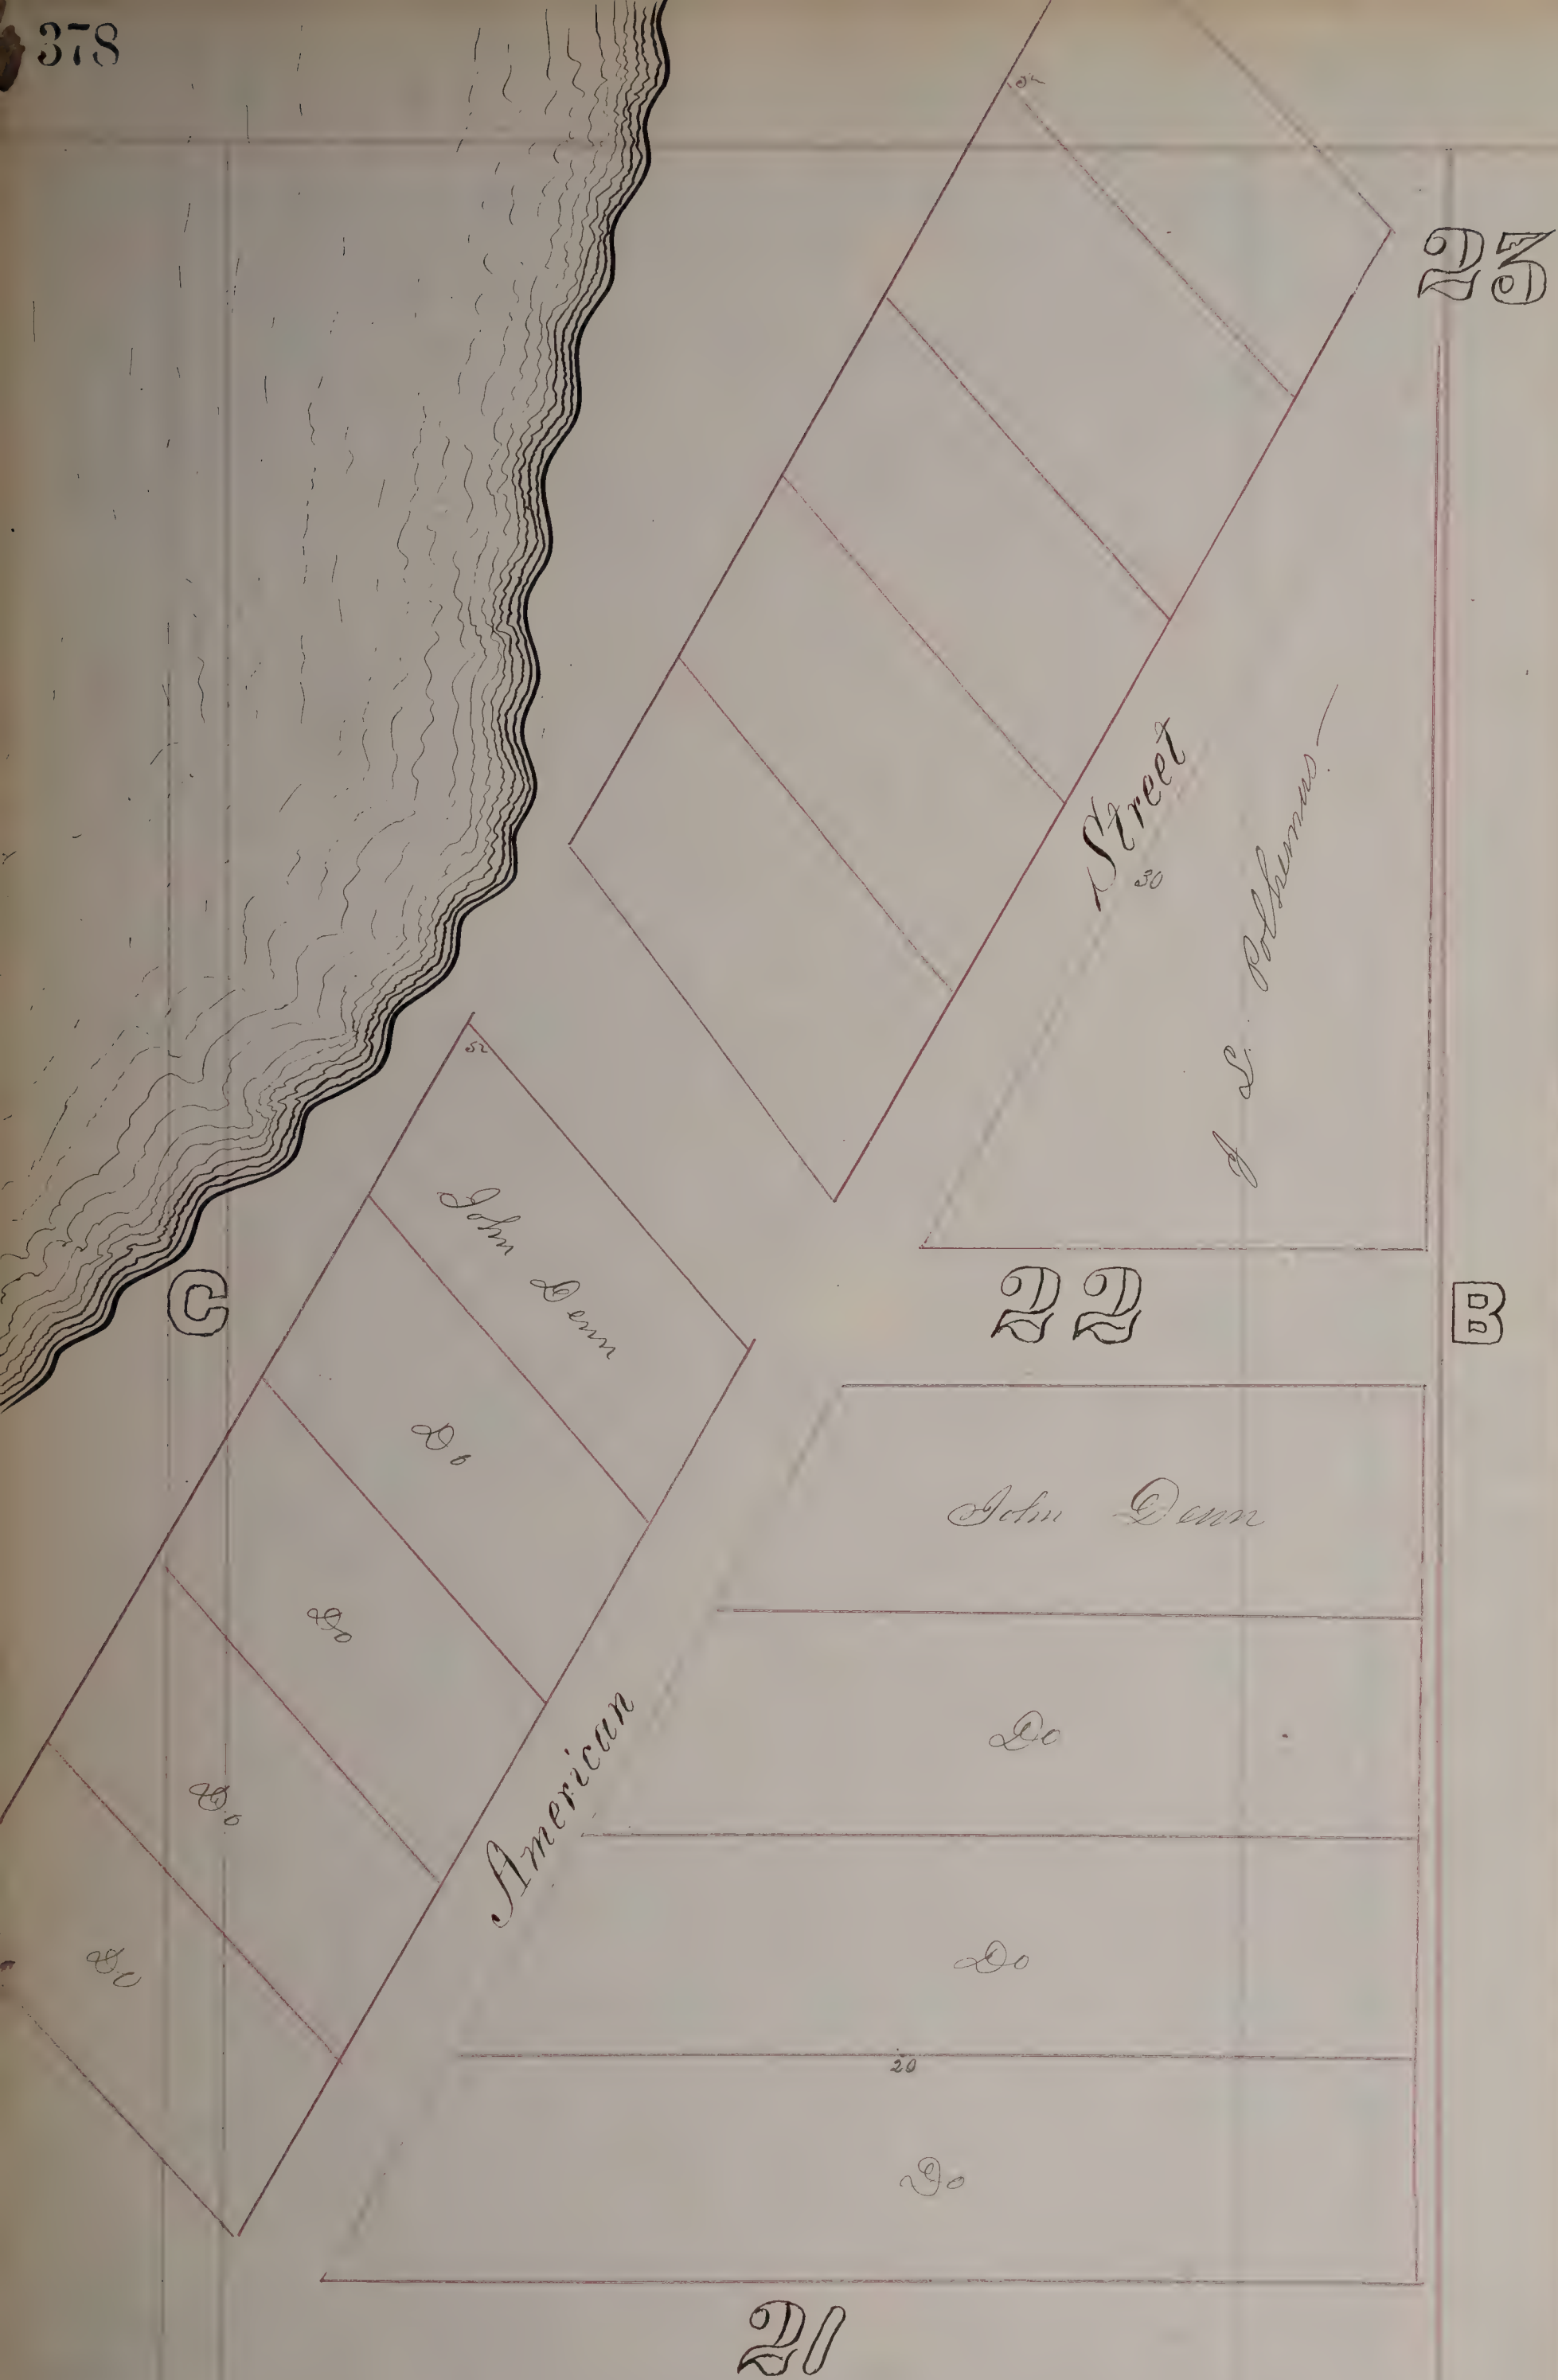 378
23
Street
30
J L. Polhemus
C
22
B
John Denn
Do
Do
Do
Do
John Denn
Do
Do
20
Do
American
21